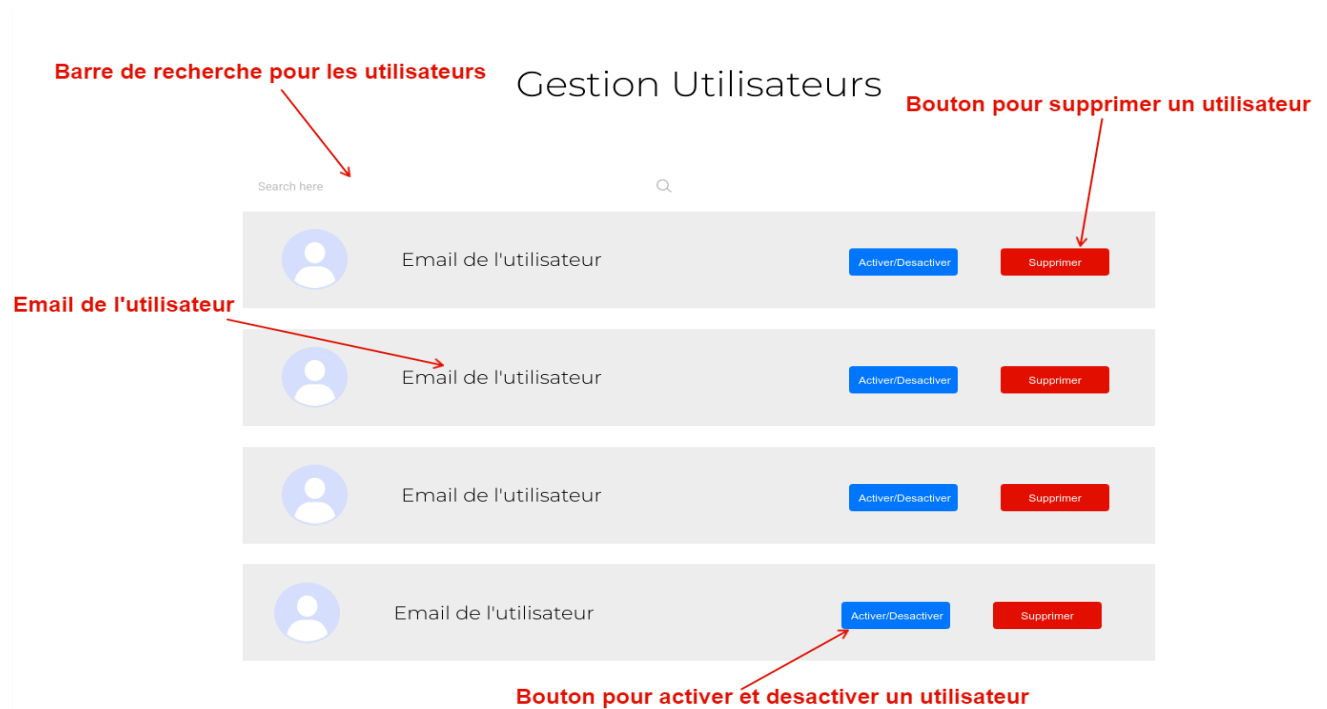 Barre de recherche pour les utilisateurs
Gestion Utilisateurs
Bouton pour supprimer un utilisateur
Search here
Email de l'utilisateur
Activer/Desactiver
Supprimer
Email de l'utilisateur
Email de l'utilisateur
Activer/Desactiver
Supprimer
Email de l'utilisateur
Activer/Desactiver
Supprimer
Email de l'utilisateur
Activer/Desactiver
Supprimer
Bouton pour activer et desactiver un utilisateur